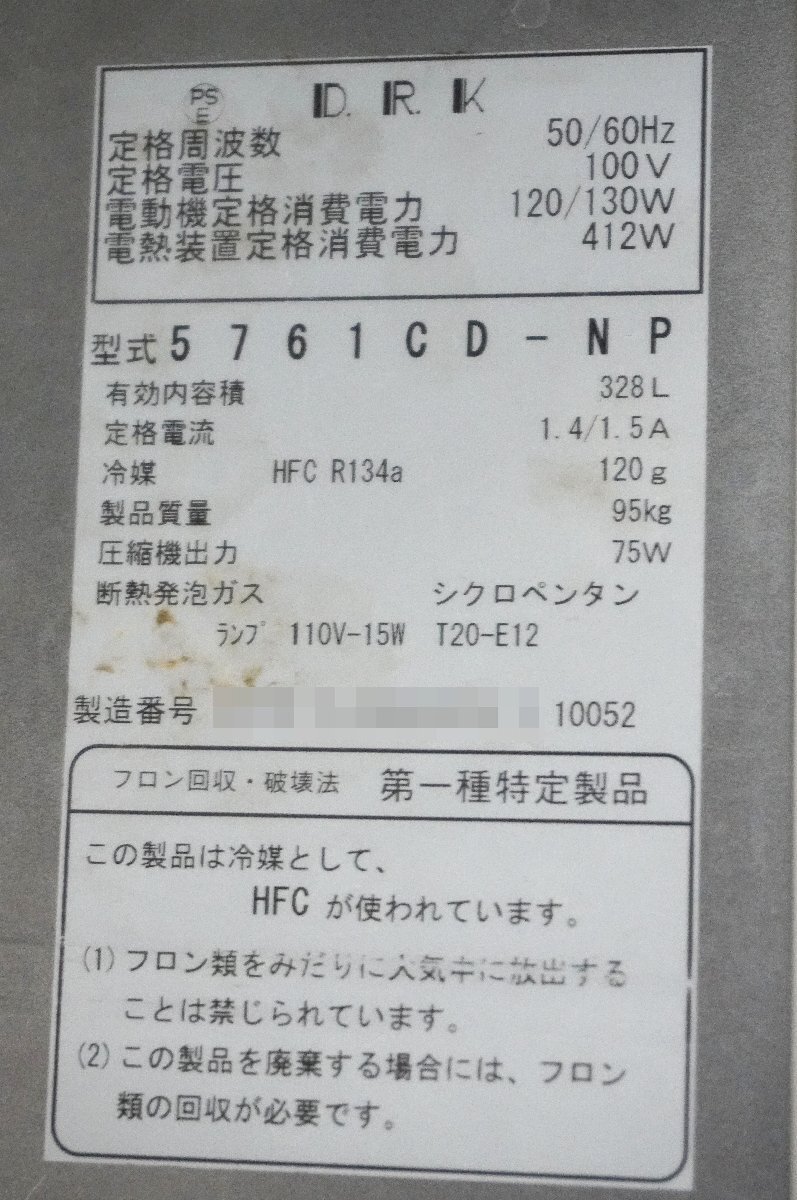 PS
E
D.R.K
定格周波数 50/60Hz
定格電圧 100V
電動機定格消費電力 120/130W
電熱装置定格消費電力 412W
型式 5761CD-NP
有効内容積 328L
定格電流 1.4/1.5A
冷媒 HFC R134a 120g
製品質量 95kg
圧縮機出力 75W
断熱発泡ガス シクロペンタン
ランプ 110V-15W T20-E12
製造番号 10052
フロン回収・破壊法 第一種特定製品
この製品は冷媒として、
HFC が使われています。
(1) フロン類をみだりに大気中に放出する
ことは禁じられています。
(2) この製品を廃棄する場合には、フロン
類の回収が必要です。